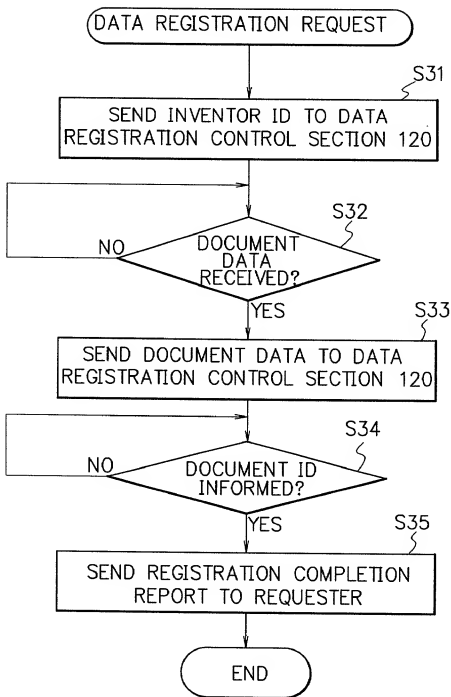 DATA REGISTRATION REQUEST
S31
SEND INVENTOR ID TO DATA
REGISTRATION CONTROL SECTION 120
S32
NO
DOCUMENT
DATA
RECEIVED?
YES
S33
SEND DOCUMENT DATA TO DATA
REGISTRATION CONTROL SECTION 120
S34
NO
DOCUMENT ID
INFORMED?
YES
S35
SEND REGISTRATION COMPLETION
REPORT TO REQUESTER
END